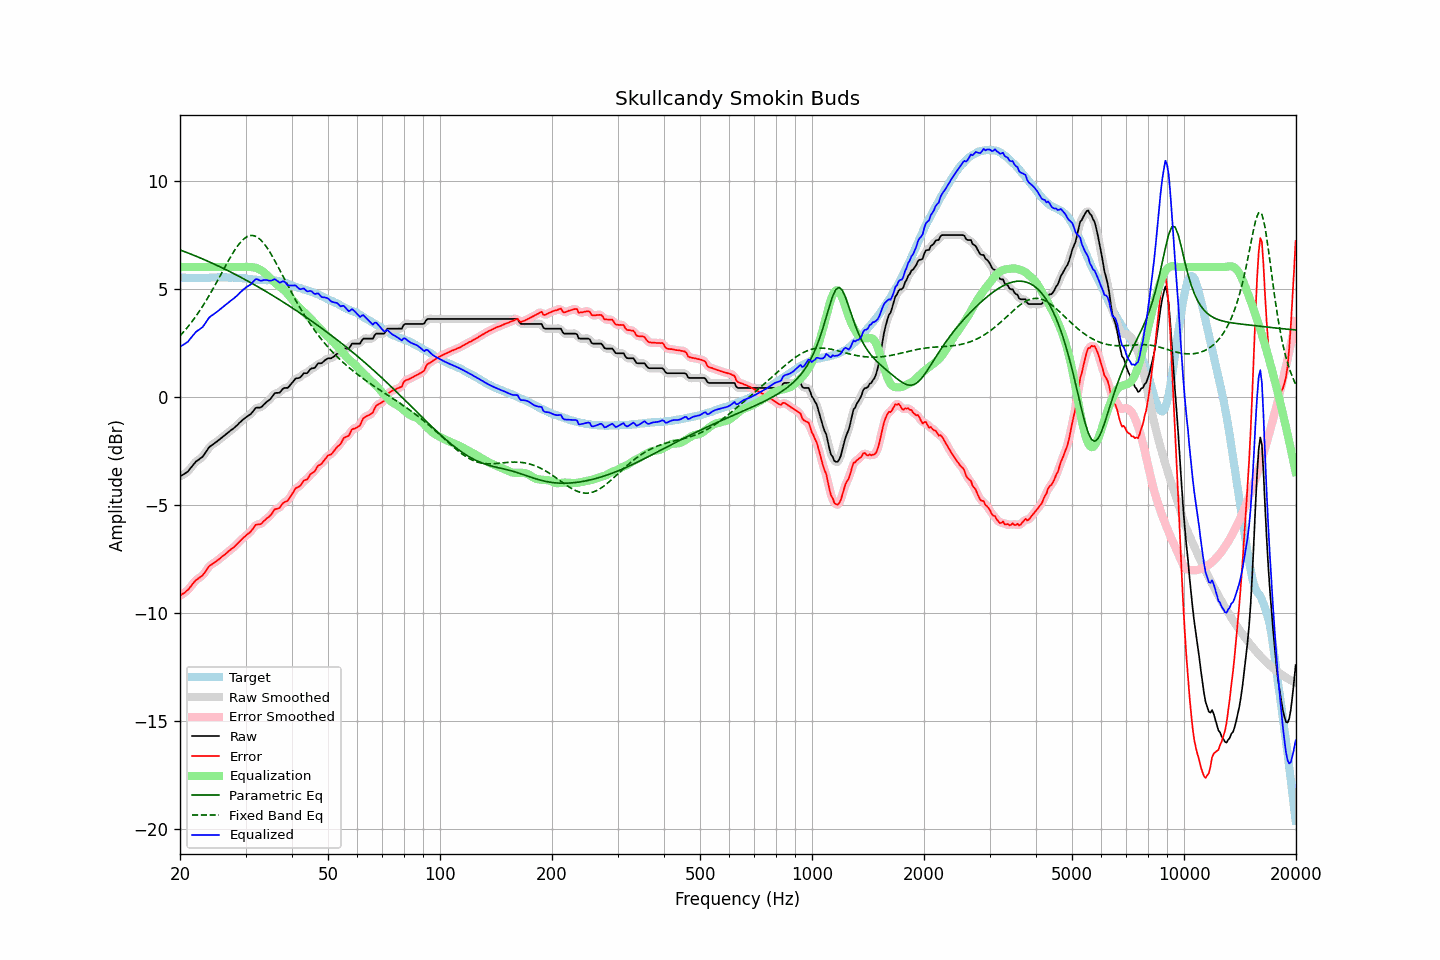 Skullcandy Smokin Buds
Amplitude (dBr)
10
5
0
−5
−10
−15
−20
Target
Raw Smoothed
Error Smoothed
Raw
Error
Equalization
Parametric Eq
Fixed Band Eq
Equalized
20
50
100
200
500
1000
2000
5000
10000
20000
Frequency (Hz)